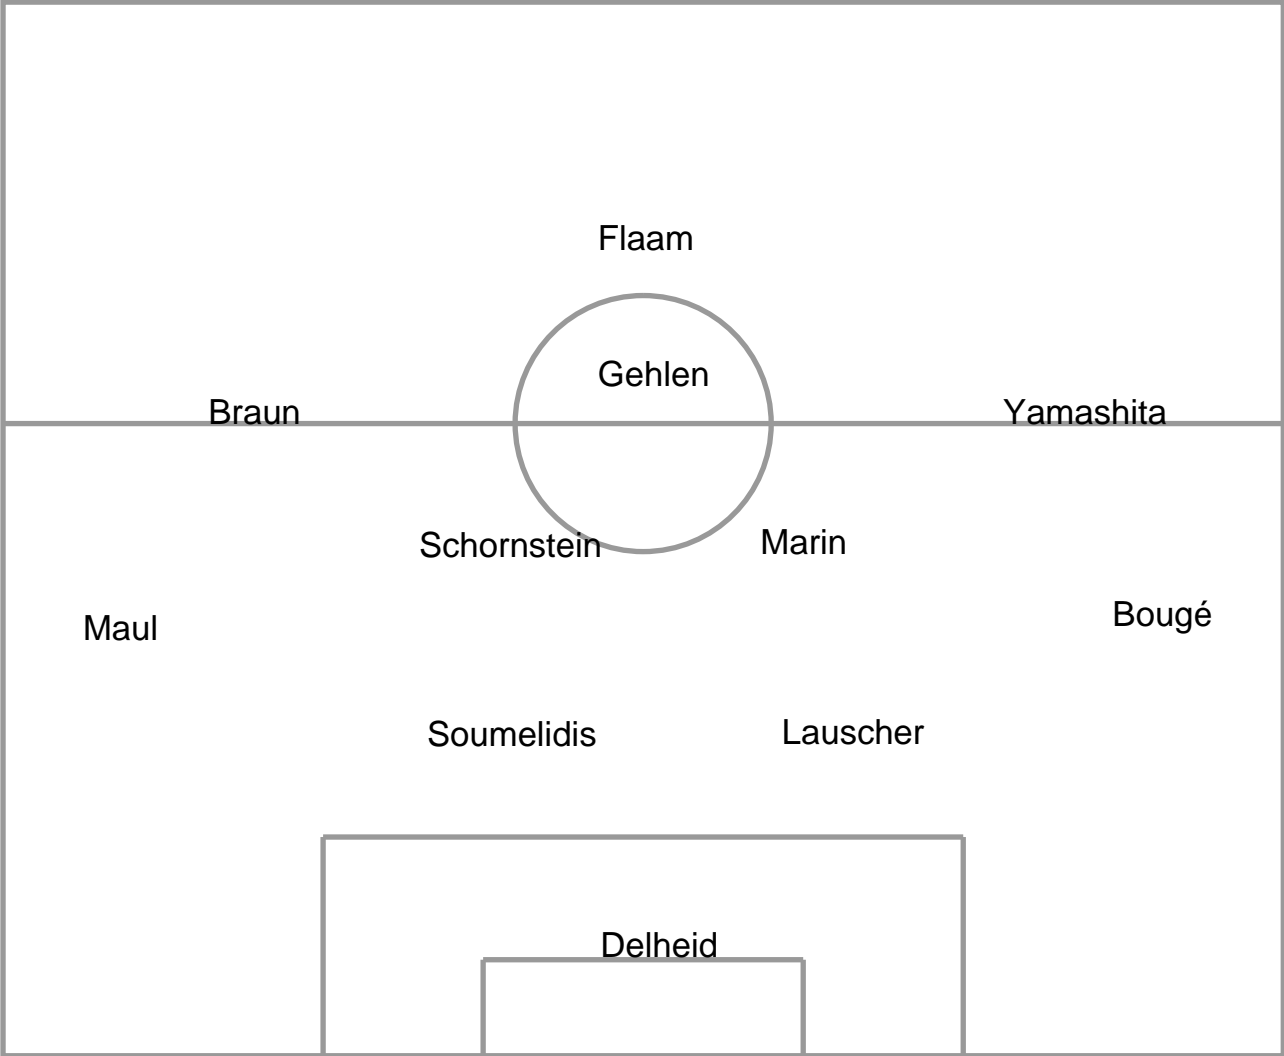 Flaam
Gehlen
Braun
Yamashita
Schornstein
Marin
Maul
Bougé
Soumelidis
Lauscher
Delheid